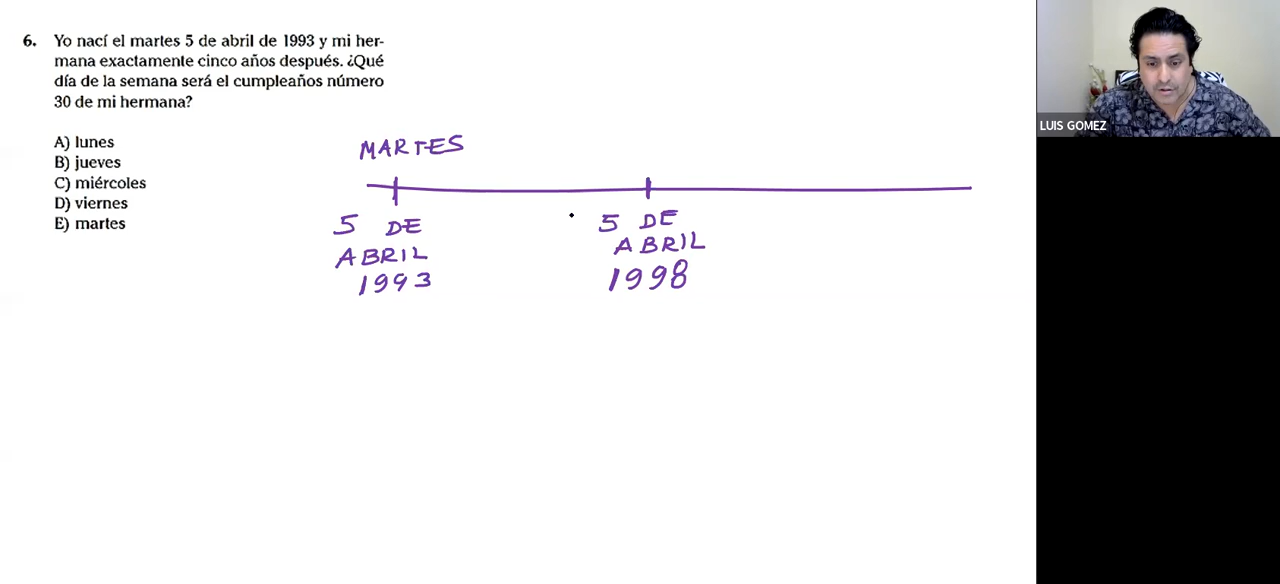 6. Yo nací el martes 5 de abril de 1993 y mi her-
mana exactamente cinco años después. ¿Qué
día de la semana será el cumpleaños número
30 de mi hermana?
A) lunes
B) jueves
C) miércoles
D) viernes
E) martes
MARTES
5 DE
ABRIL
1993
5 DE
ABRIL
1998
LUIS GOMEZ